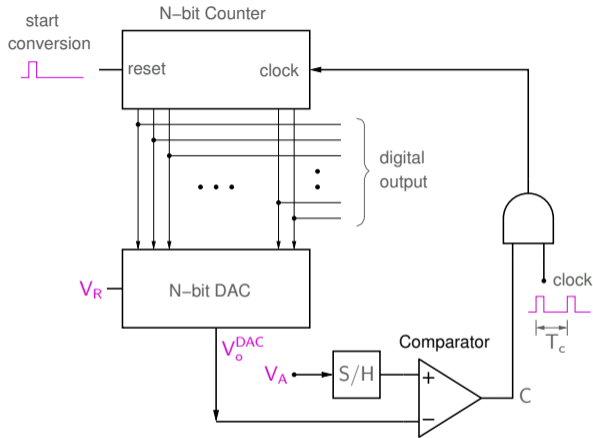 N−bit Counter
start
conversion
reset
clock
digital
output
V_R
N−bit DAC
clock
V_o^DAC
T_c
Comparator
V_A
S/H
+
C
−